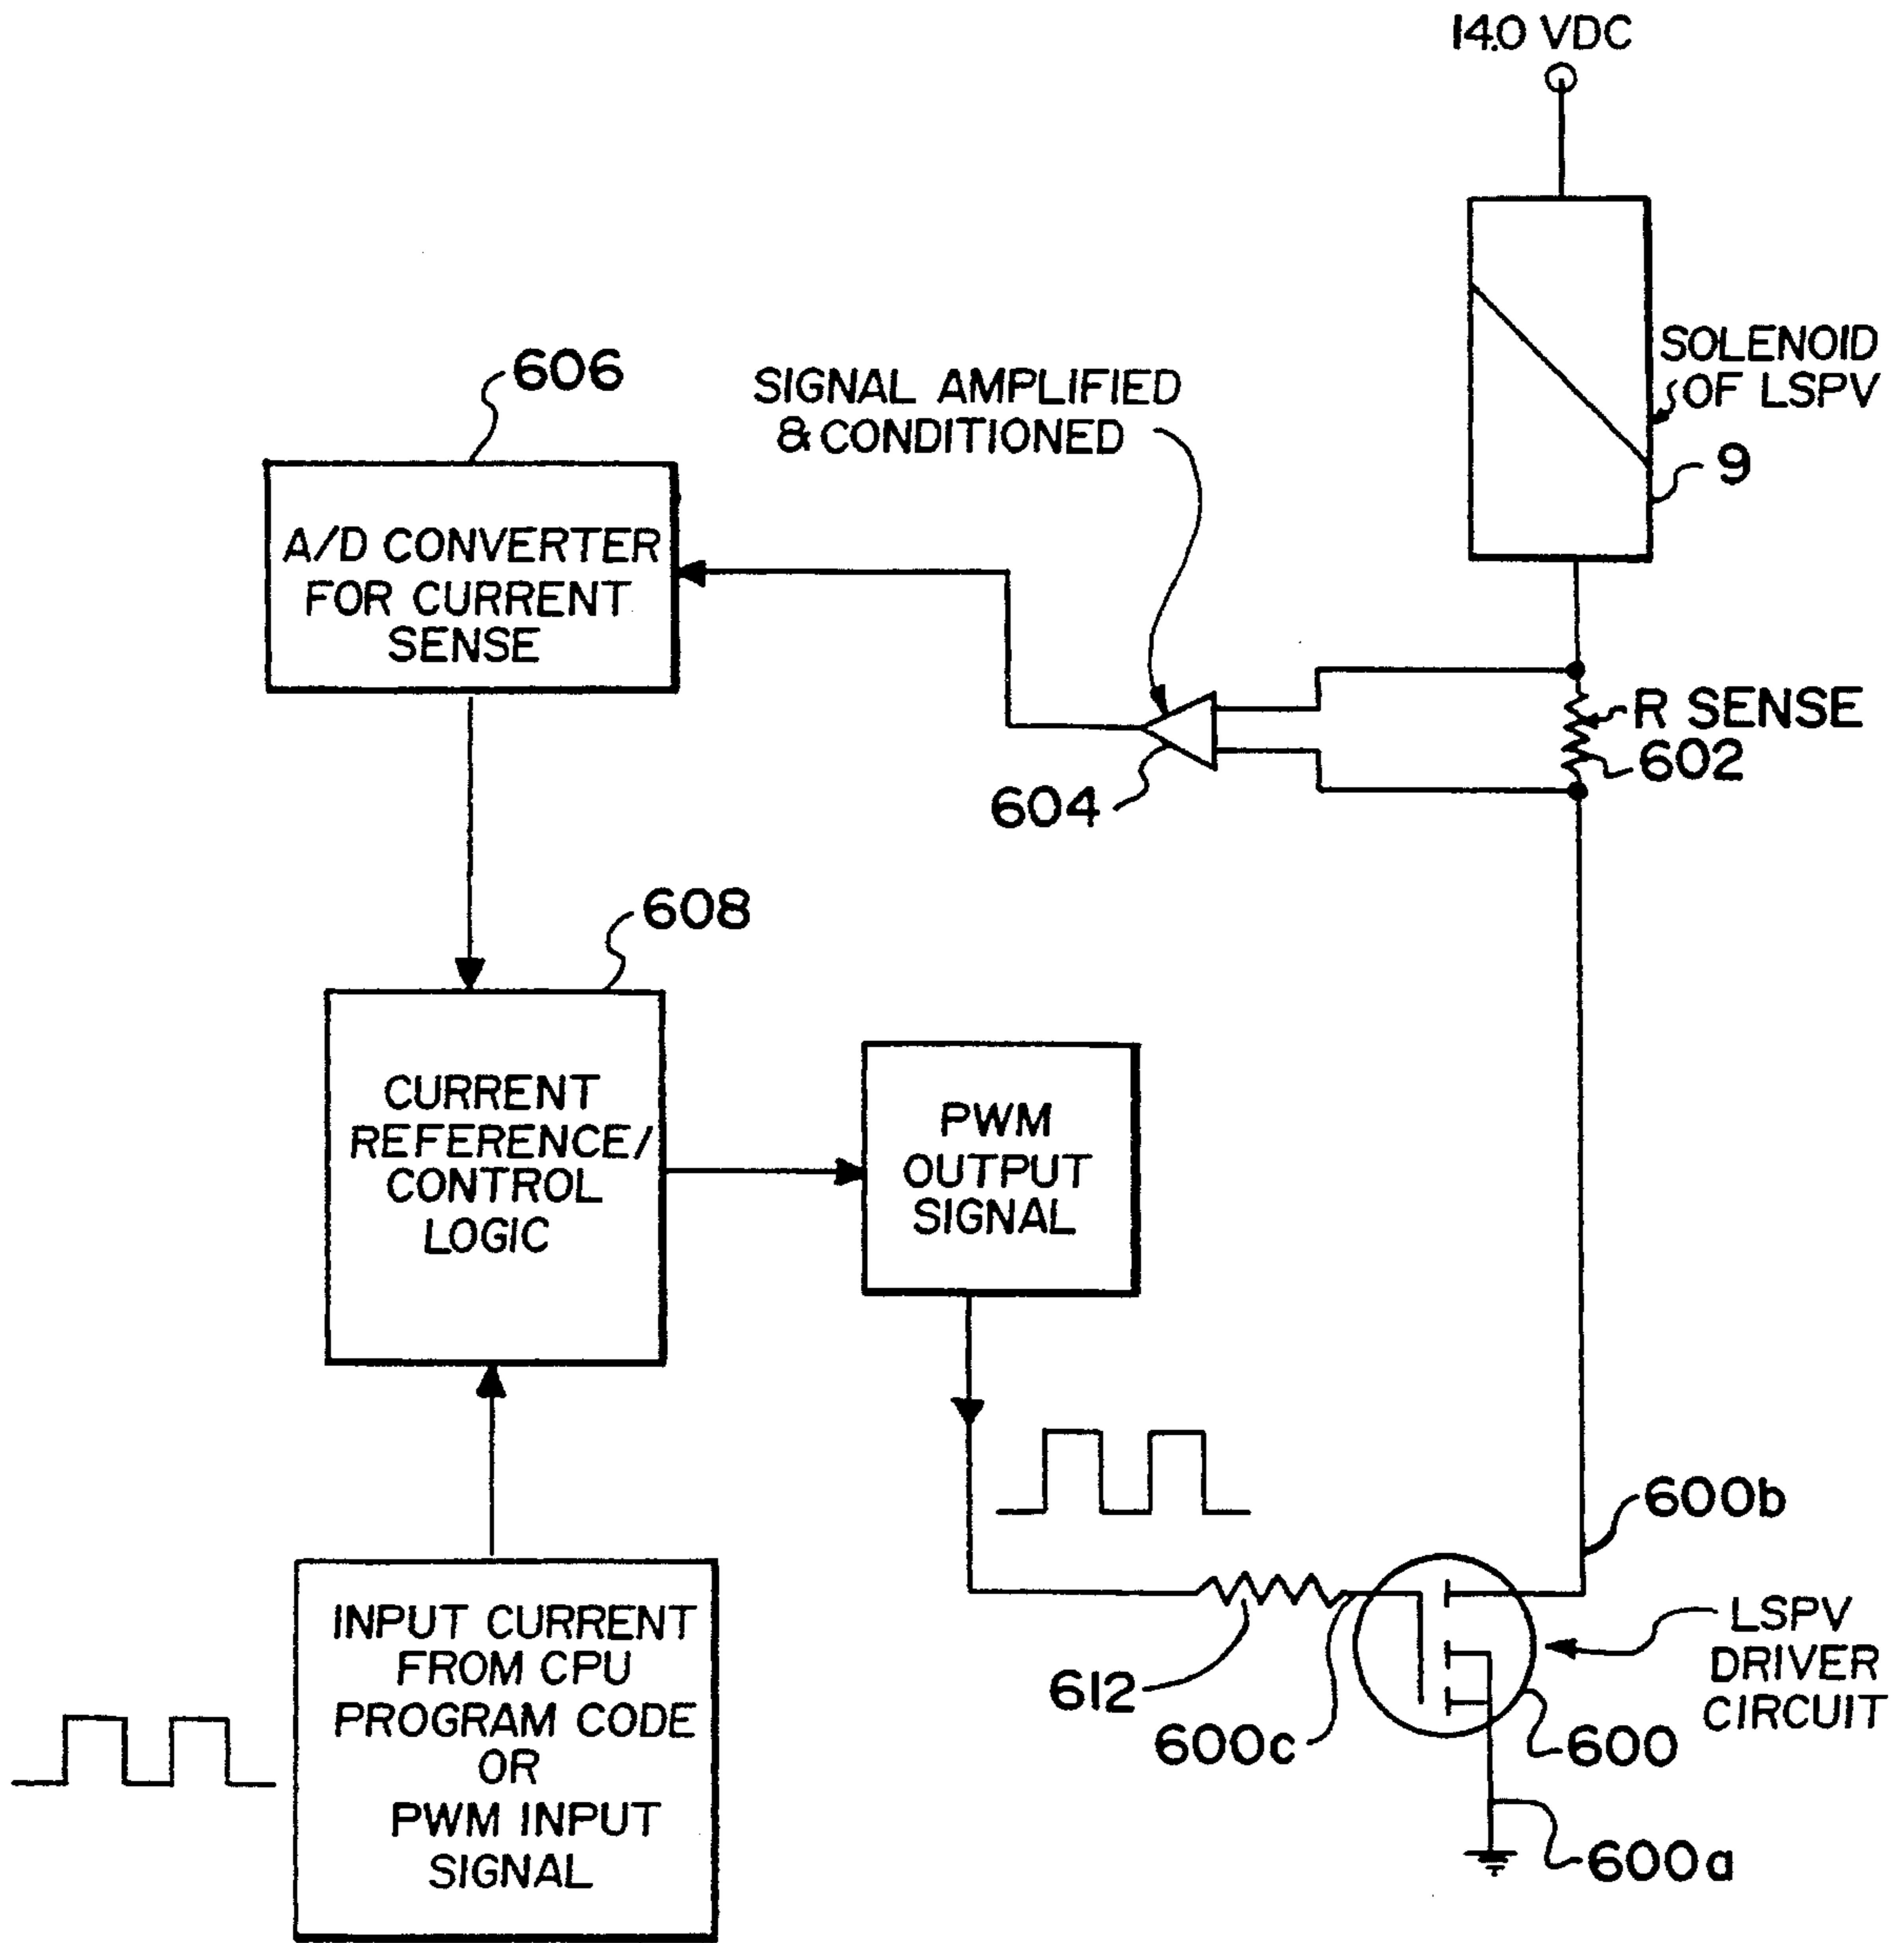 14.0 VDC
SOLENOID
OF LSPV
9
606
SIGNAL AMPLIFIED
& CONDITIONED
A/D CONVERTER
FOR CURRENT
SENSE
R SENSE
602
604
608
CURRENT
REFERENCE/
CONTROL
LOGIC
PWM
OUTPUT
SIGNAL
600b
LSPV
DRIVER
CIRCUIT
612
600c
600
600a
INPUT CURRENT
FROM CPU
PROGRAM CODE
OR
PWM INPUT
SIGNAL